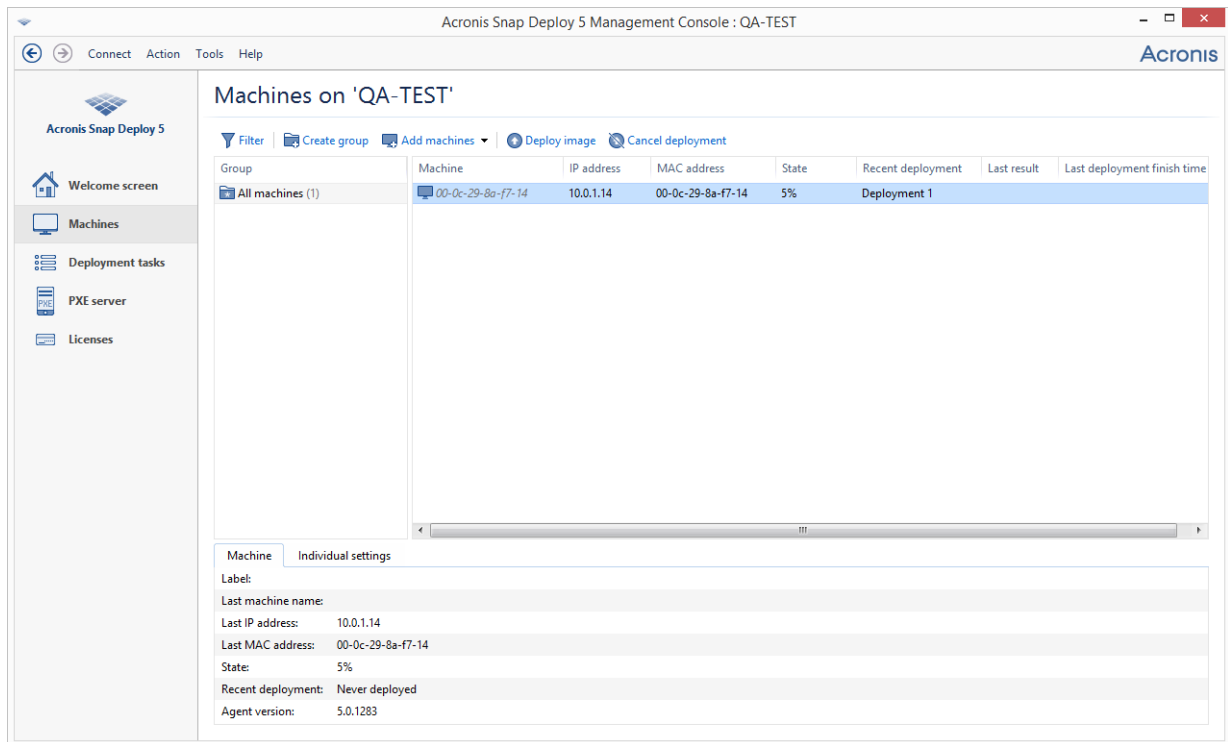 Acronis Snap Deploy 5 Management Console : QA-TEST
Connect Action Tools Help
Acronis
Acronis Snap Deploy 5
Welcome screen
Machines
Deployment tasks
PXE
PXE server
Licenses
Machines on 'QA-TEST'
Filter Create group Add machines Deploy image Cancel deployment
Group
All machines (1)
Machine IP address MAC address State Recent deployment Last result Last deployment finish time
00-0c-29-8a-f7-14 10.0.1.14 00-0c-29-8a-f7-14 5% Deployment 1
Machine Individual settings
Label:
Last machine name:
Last IP address: 10.0.1.14
Last MAC address: 00-0c-29-8a-f7-14
State: 5%
Recent deployment: Never deployed
Agent version: 5.0.1283